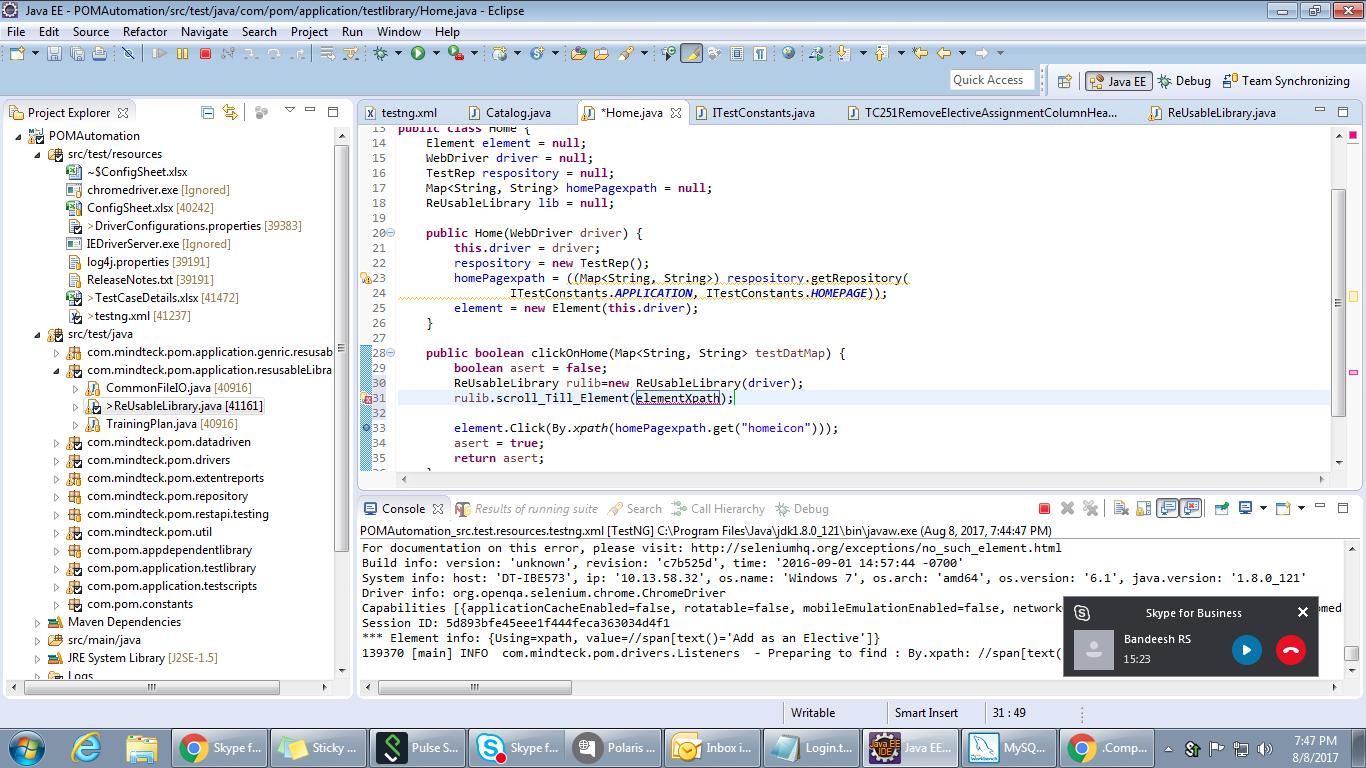 Java EE - POMAutomation/src/test/java/com/pom/application/testlibrary/Home.java - Eclipse
File Edit Source Refactor Navigate Search Project Run Window Help
Quick Access
Java EE
Debug
Team Synchronizing
Project Explorer
POMAutomation
src/test/resources
~$ConfigSheet.xlsx
chromedriver.exe [Ignored]
ConfigSheet.xlsx [40242]
>DriverConfigurations.properties [39383]
IEDriverServer.exe [Ignored]
log4j.properties [39191]
ReleaseNotes.txt [39191]
>TestCaseDetails.xlsx [41472]
>testng.xml [41237]
src/test/java
com.mindteck.pom.application.genric.resusab
com.mindteck.pom.application.resusableLibra
CommonFileIO.java [40916]
>ReUsableLibrary.java [41161]
TrainingPlan.java [40916]
com.mindteck.pom.datadriven
com.mindteck.pom.drivers
com.mindteck.pom.extentreports
com.mindteck.pom.repository
com.mindteck.pom.restapi.testing
com.mindteck.pom.util
com.pom.appdependentlibrary
com.pom.application.testlibrary
com.pom.application.testscripts
com.pom.constants
Maven Dependencies
src/main/java
JRE System Library [J2SE-1.5]
Logs
testng.xml
Catalog.java
*Home.java
ITestConstants.java
TC251RemoveElectiveAssignmentColumnHea...
ReUsableLibrary.java
13 public class Home {
14 Element element = null;
15 WebDriver driver = null;
16 TestRep respository = null;
17 Map<String, String> homePagexpath = null;
18 ReUsableLibrary lib = null;
19
20 public Home(WebDriver driver) {
21 this.driver = driver;
22 respository = new TestRep();
23 homePagexpath = ((Map<String, String>) respository.getRepository(
24 ITestConstants.APPLICATION, ITestConstants.HOMEPAGE));
25 element = new Element(this.driver);
26 }
27
28 public boolean clickOnHome(Map<String, String> testDatMap) {
29 boolean asert = false;
30 ReUsableLibrary rulib=new ReUsableLibrary(driver);
31 rulib.scroll_Till_Element(elementXpath);
32
33 element.Click(By.xpath(homePagexpath.get("homeicon")));
34 asert = true;
35 return asert;
Console
Results of running suite
Search
Call Hierarchy
Debug
POMAutomation_src.test.resources.testng.xml [TestNG] C:\Program Files\Java\jdk1.8.0_121\bin\javaw.exe (Aug 8, 2017, 7:44:47 PM)
For documentation on this error, please visit: http://seleniumhq.org/exceptions/no_such_element.html
Build info: version: 'unknown', revision: 'c7b525d', time: '2016-09-01 14:57:44 -0700'
System info: host: 'DT-IBE573', ip: '10.13.58.32', os.name: 'Windows 7', os.arch: 'amd64', os.version: '6.1', java.version: '1.8.0_121'
Driver info: org.openqa.selenium.chrome.ChromeDriver
Capabilities [{applicationCacheEnabled=false, rotatable=false, mobileEmulationEnabled=false, network
Session ID: 5d893bfe45eee1f444feca363034d4f1
*** Element info: {Using=xpath, value=//span[text()='Add as an Elective']}
139370 [main] INFO com.mindteck.pom.drivers.Listeners - Preparing to find : By.xpath: //span[text(
Skype for Business
Bandeesh RS
15:23
Writable
Smart Insert
31 : 49
Skype f...
Sticky ...
Pulse S...
Skype f...
Polaris ...
Inbox i...
Login.t...
Java EE...
MySQ...
.Comp...
7:47 PM
8/8/2017